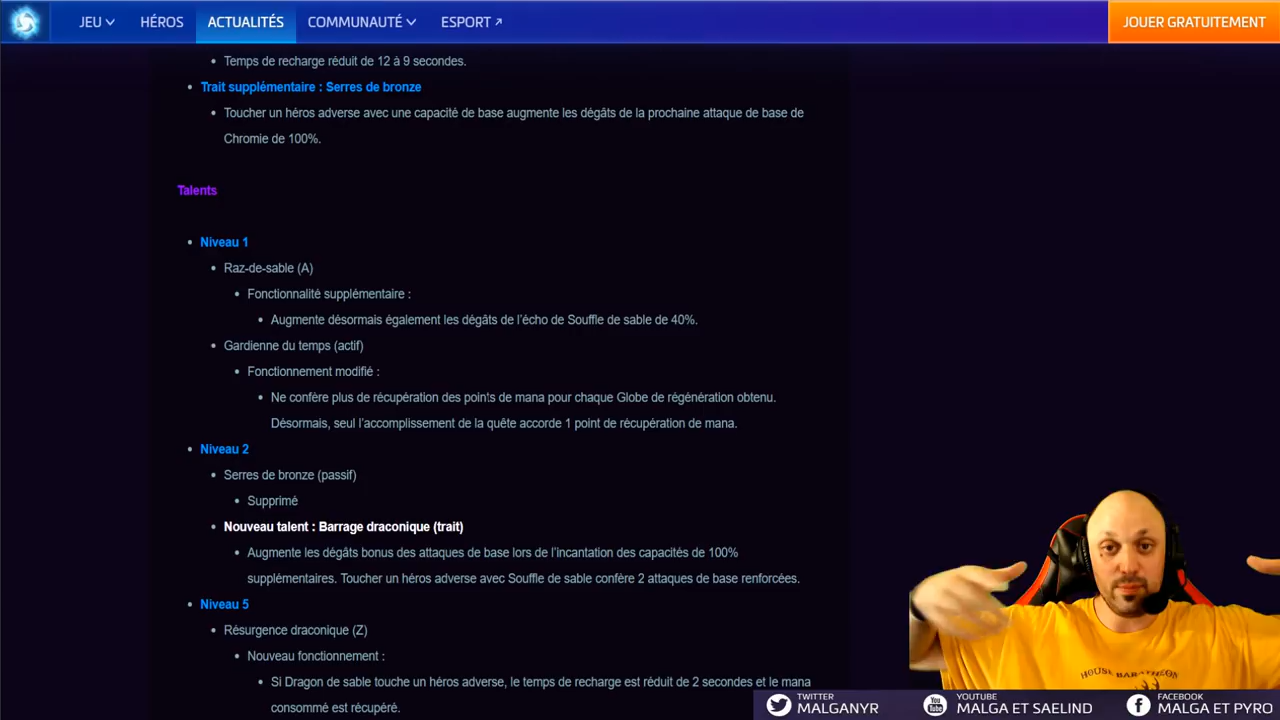 JEU HÉROS ACTUALITÉS COMMUNAUTÉ ESPORT JOUER GRATUITEMENT
Temps de recharge réduit de 12 à 9 secondes.
Trait supplémentaire : Serres de bronze
Toucher un héros adverse avec une capacité de base augmente les dégâts de la prochaine attaque de base de
Chromie de 100%.
Talents
Niveau 1
Raz-de-sable (A)
Fonctionnalité supplémentaire :
Augmente désormais également les dégâts de l'écho de Souffle de sable de 40%.
Gardienne du temps (actif)
Fonctionnement modifié :
Ne confère plus de récupération des points de mana pour chaque Globe de régénération obtenu.
Désormais, seul l'accomplissement de la quête accorde 1 point de récupération de mana.
Niveau 2
Serres de bronze (passif)
Supprimé
Nouveau talent : Barrage draconique (trait)
Augmente les dégâts bonus des attaques de base lors de l'incantation des capacités de 100%
supplémentaires. Toucher un héros adverse avec Souffle de sable confère 2 attaques de base renforcées.
Niveau 5
Résurgence draconique (Z)
Nouveau fonctionnement :
Si Dragon de sable touche un héros adverse, le temps de recharge est réduit de 2 secondes et le mana
consommé est récupéré.
HOUSE BARATHEON
TWITTER
MALGANYR
YOUTUBE
MALGA ET SAELIND
FACEBOOK
MALGA ET PYRO